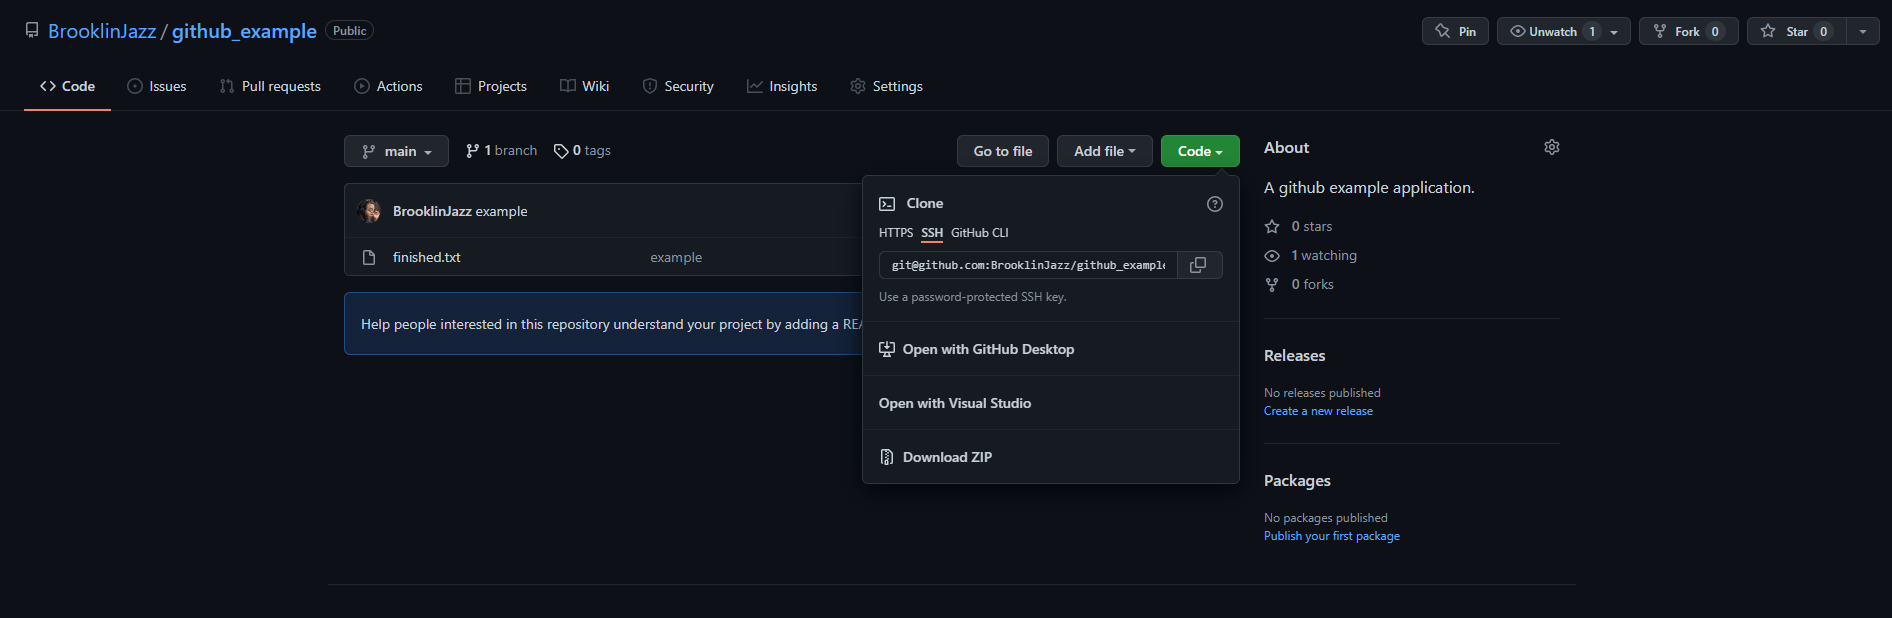 BrooklinJazz / github_example Public
Pin Unwatch 1 Fork 0 Star 0
Code Issues Pull requests Actions Projects Wiki Security Insights Settings
main 1 branch 0 tags Go to file Add file Code
BrooklinJazz example
finished.txt example
Help people interested in this repository understand your project by adding a
Clone
HTTPS SSH GitHub CLI
git@github.com:BrooklinJazz/github_example
Use a password-protected SSH key.
Open with GitHub Desktop
Open with Visual Studio
Download ZIP
About
A github example application.
0 stars
1 watching
0 forks
Releases
No releases published
Create a new release
Packages
No packages published
Publish your first package